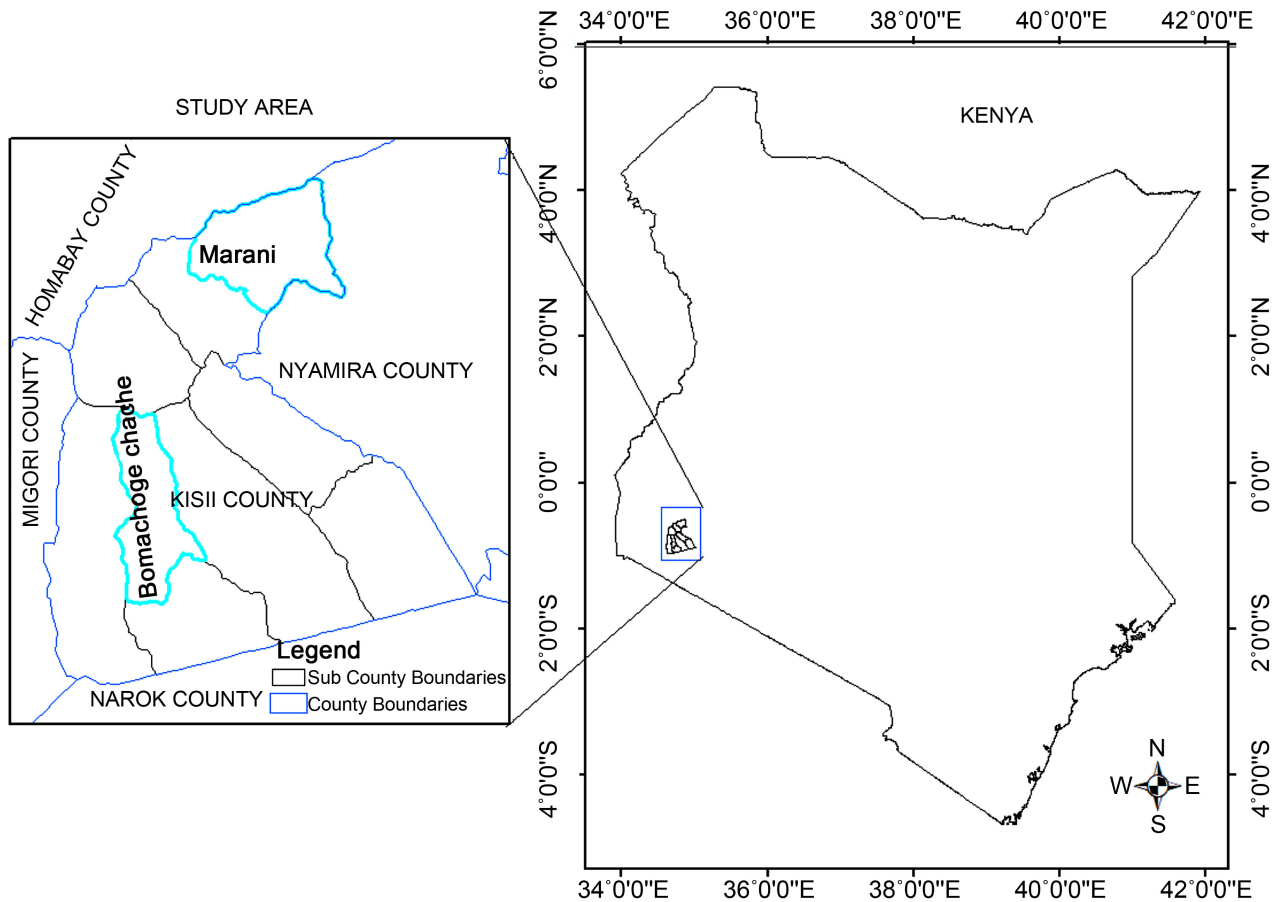 34°0'0"E 36°0'0"E 38°0'0"E 40°0'0"E 42°0'0"E
STUDY AREA
KENYA
HOMABAY COUNTY
Marani
NYAMIRA COUNTY
MIGORI COUNTY
Bomachoge chache
KISII COUNTY
Legend
Sub County Boundaries
County Boundaries
NAROK COUNTY
6°0'0"N
4°0'0"N
2°0'0"N
0°0'0"
2°0'0"S
4°0'0"S
4°0'0"N
2°0'0"N
0°0'0"
2°0'0"S
4°0'0"S
6°0'0"N
N
W E
S
34°0'0"E 36°0'0"E 38°0'0"E 40°0'0"E 42°0'0"E